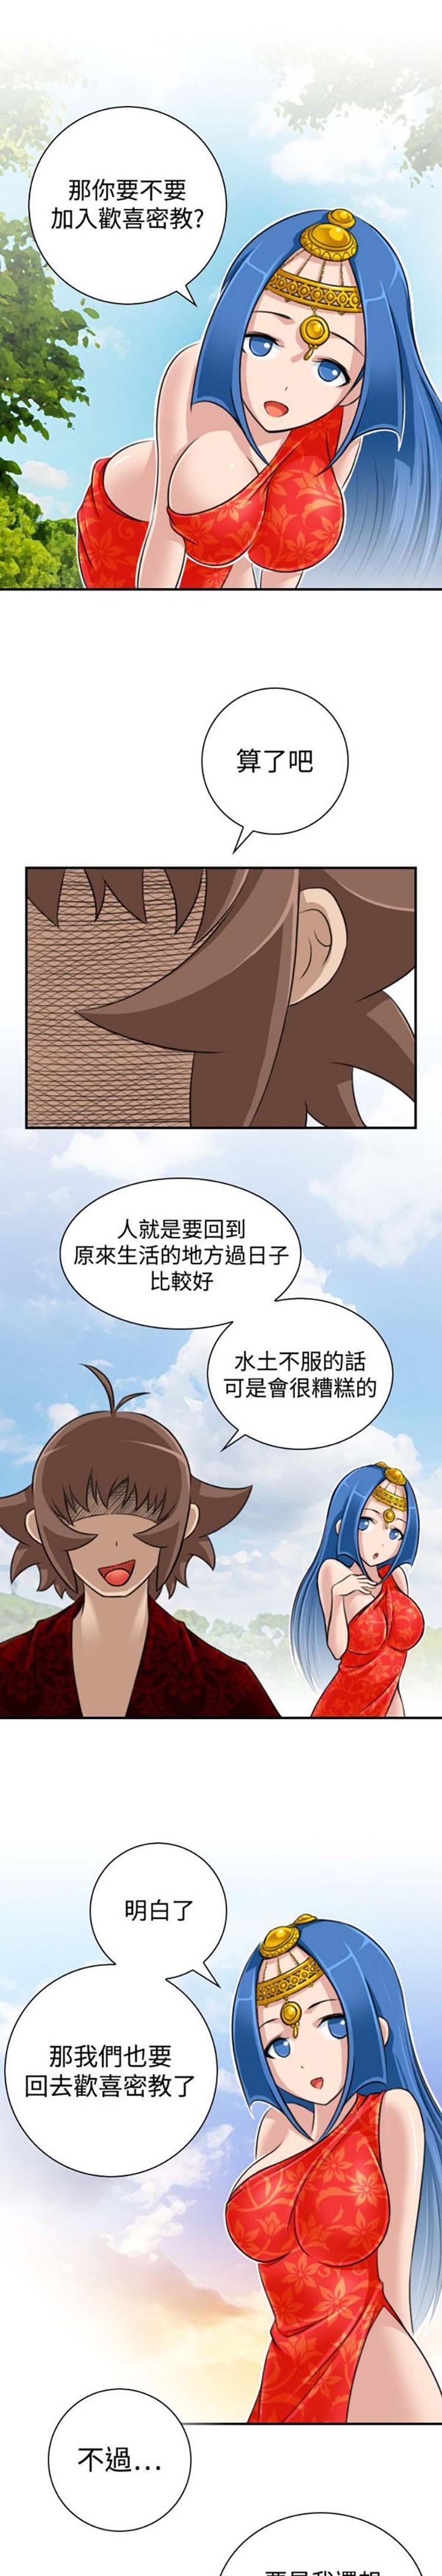 那你要不要
加入歡喜密教?
算了吧
人就是要回到
原來生活的地方過日子
比較好
水土不服的話
可是會很糟糕的
明白了
那我們也要
回去歡喜密教了
不過...